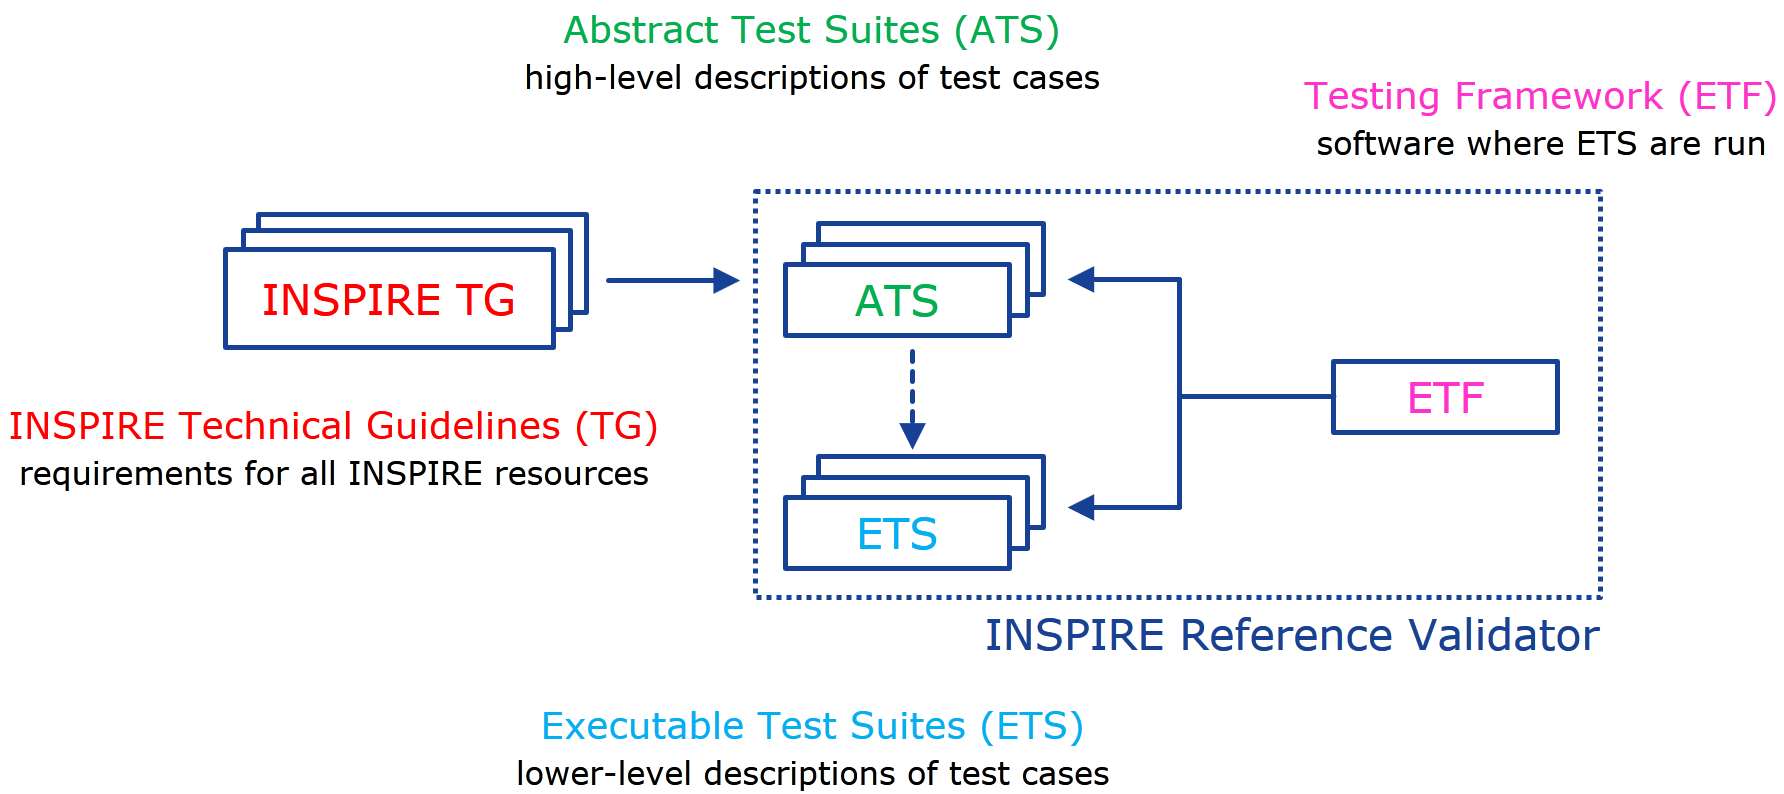 Abstract Test Suites (ATS)
high-level descriptions of test cases
Testing Framework (ETF)
software where ETS are run
INSPIRE TG
ATS
ETF
INSPIRE Technical Guidelines (TG)
requirements for all INSPIRE resources
ETS
INSPIRE Reference Validator
Executable Test Suites (ETS)
lower-level descriptions of test cases